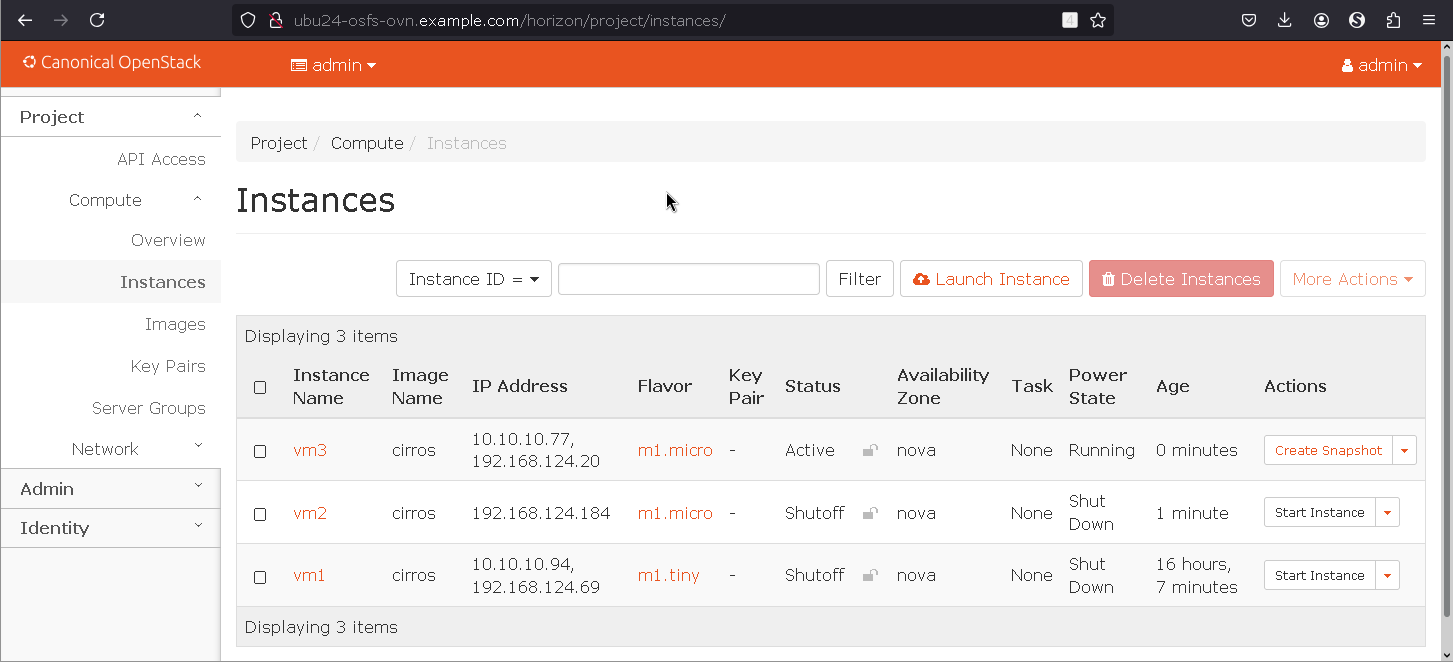 ubu24-osfs-ovn.example.com/horizon/project/instances/ 4
Canonical OpenStack admin admin
Project
API Access
Compute
Overview
Instances
Images
Key Pairs
Server Groups
Network
Admin
Identity
Project / Compute / Instances
Instances
Instance ID = Filter Launch Instance Delete Instances More Actions
Displaying 3 items
Instance Name Image Name IP Address Flavor Key Pair Status Availability Zone Task Power State Age Actions
vm3 cirros 10.10.10.77, 192.168.124.20 m1.micro - Active nova None Running 0 minutes Create Snapshot
vm2 cirros 192.168.124.184 m1.micro - Shutoff nova None Shut Down 1 minute Start Instance
vm1 cirros 10.10.10.94, 192.168.124.69 m1.tiny - Shutoff nova None Shut Down 16 hours, 7 minutes Start Instance
Displaying 3 items